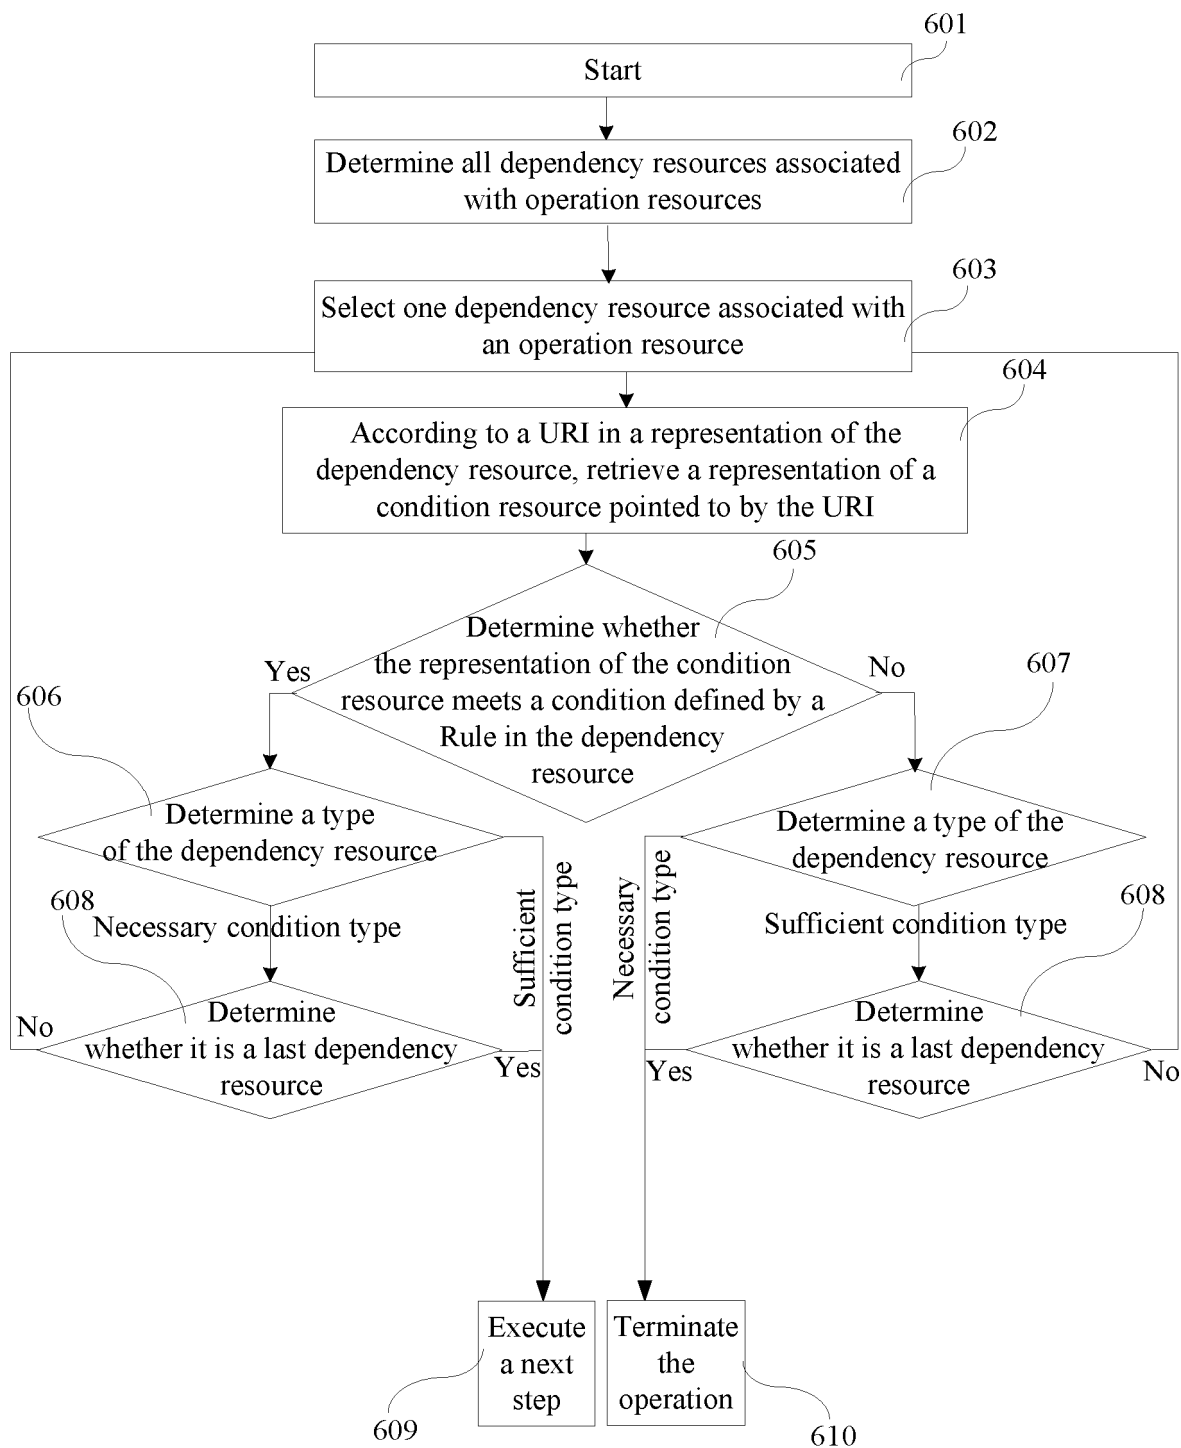 601
Start
602
Determine all dependency resources associated
with operation resources
603
Select one dependency resource associated with
an operation resource
604
According to a URI in a representation of the
dependency resource, retrieve a representation of a
condition resource pointed to by the URI
605
Determine whether
the representation of the condition
resource meets a condition defined by a
Rule in the dependency
resource
Yes
No
606
607
Determine a type
of the dependency resource
Determine a type of the
dependency resource
Sufficient
condition type
Necessary
condition type
608
Necessary condition type
608
Sufficient condition type
Determine
whether it is a last dependency
resource
No
Yes
Determine
whether it is a last dependency
resource
Yes
No
Execute
a next
step
Terminate
the
operation
609
610